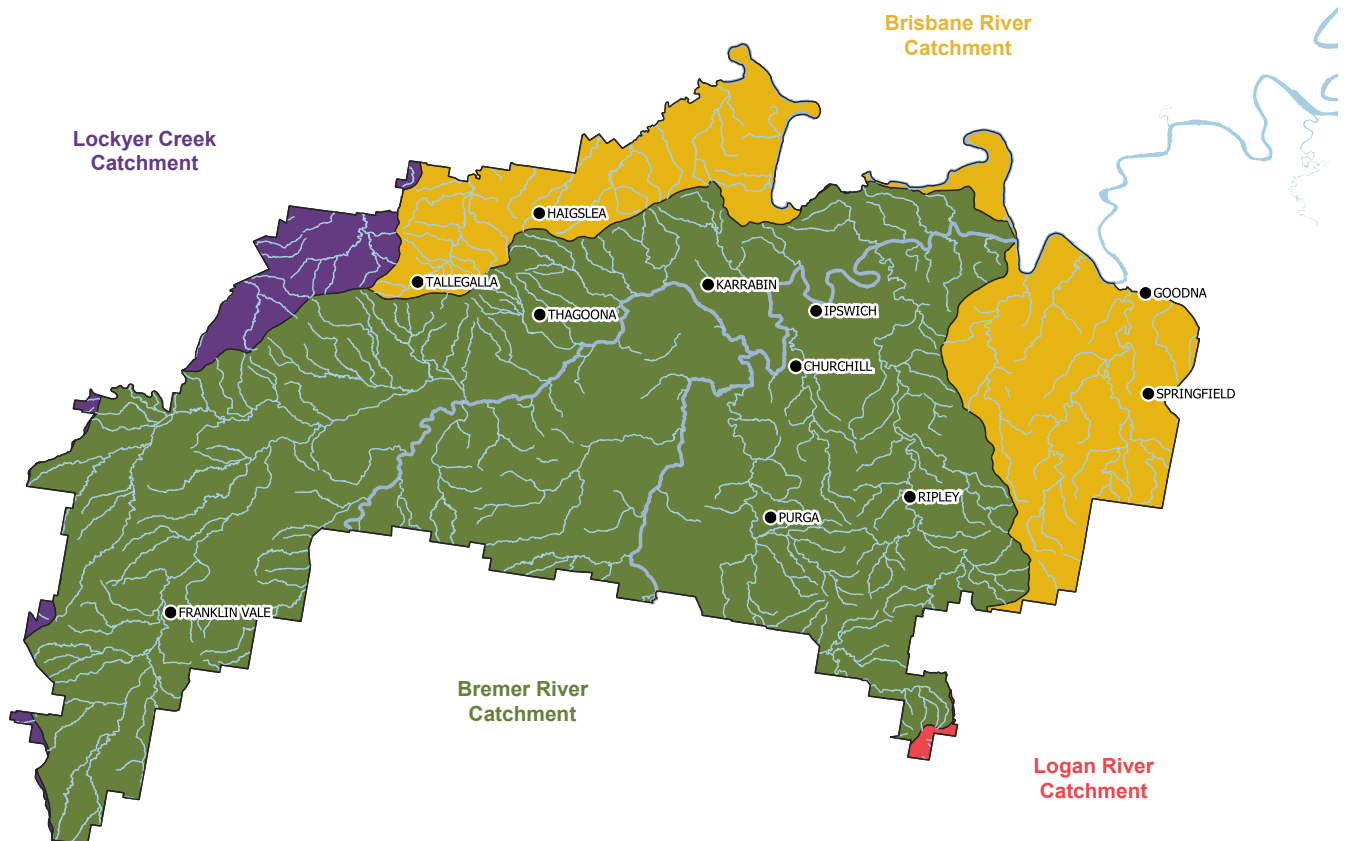 Brisbane River
Catchment
Lockyer Creek
Catchment
HAIGSLEA
TALLEGALLA
KARRABIN
GOODNA
THAGOONA
IPSWICH
CHURCHILL
SPRINGFIELD
RIPLEY
PURGA
FRANKLIN VALE
Bremer River
Catchment
Logan River
Catchment